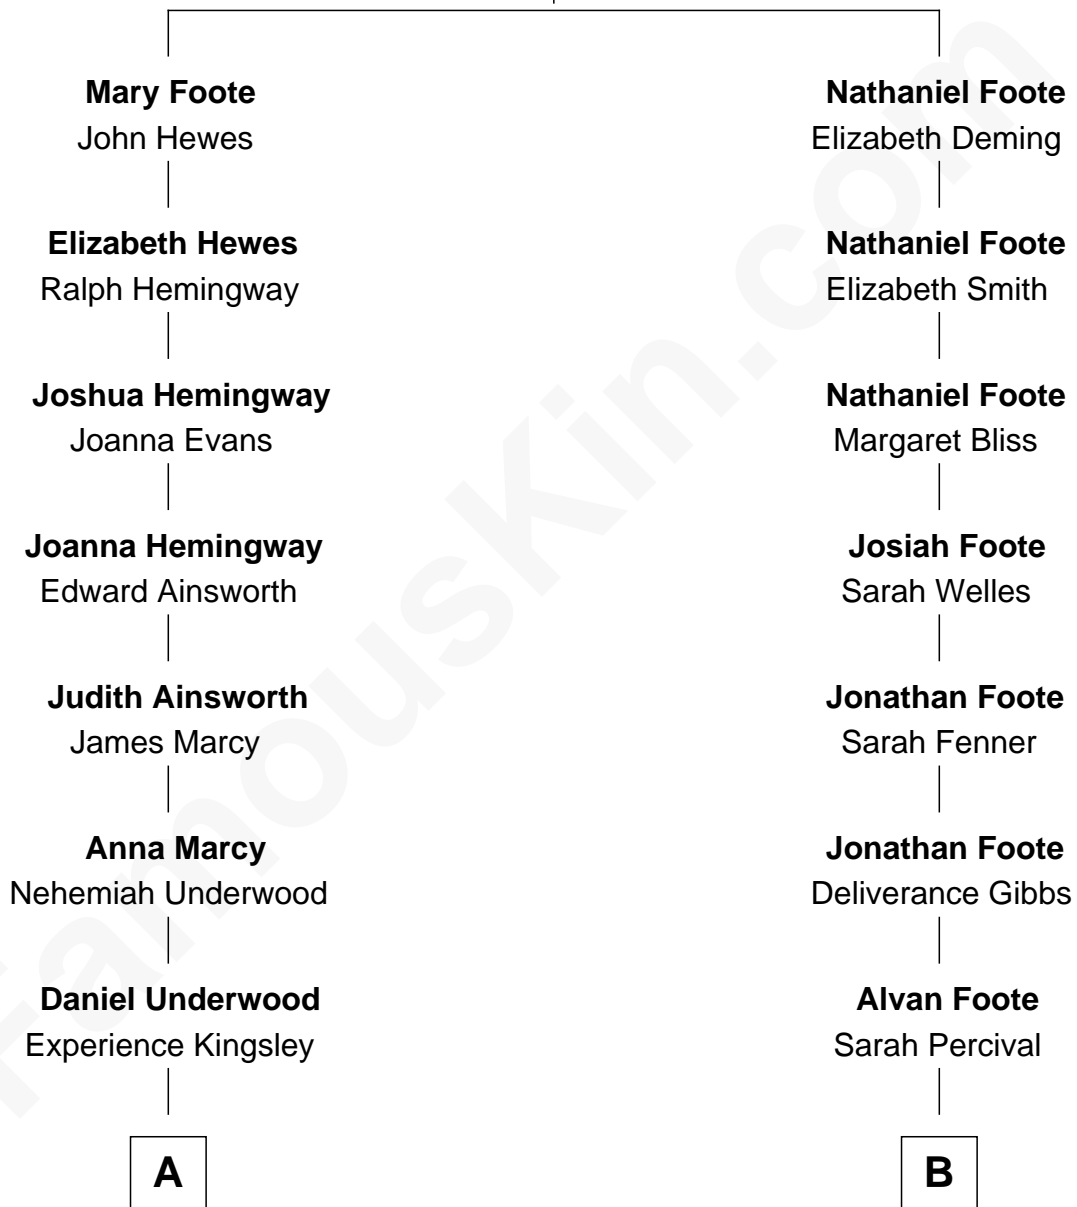 Mary Foote
John Hewes
Elizabeth Hewes
Ralph Hemingway
Joshua Hemingway
Joanna Evans
Joanna Hemingway
Edward Ainsworth
Judith Ainsworth
James Marcy
Anna Marcy
Nehemiah Underwood
Daniel Underwood
Experience Kingsley
A
Nathaniel Foote
Elizabeth Deming
Nathaniel Foote
Elizabeth Smith
Nathaniel Foote
Margaret Bliss
Josiah Foote
Sarah Welles
Jonathan Foote
Sarah Fenner
Jonathan Foote
Deliverance Gibbs
Alvan Foote
Sarah Percival
B
FamousKin.com